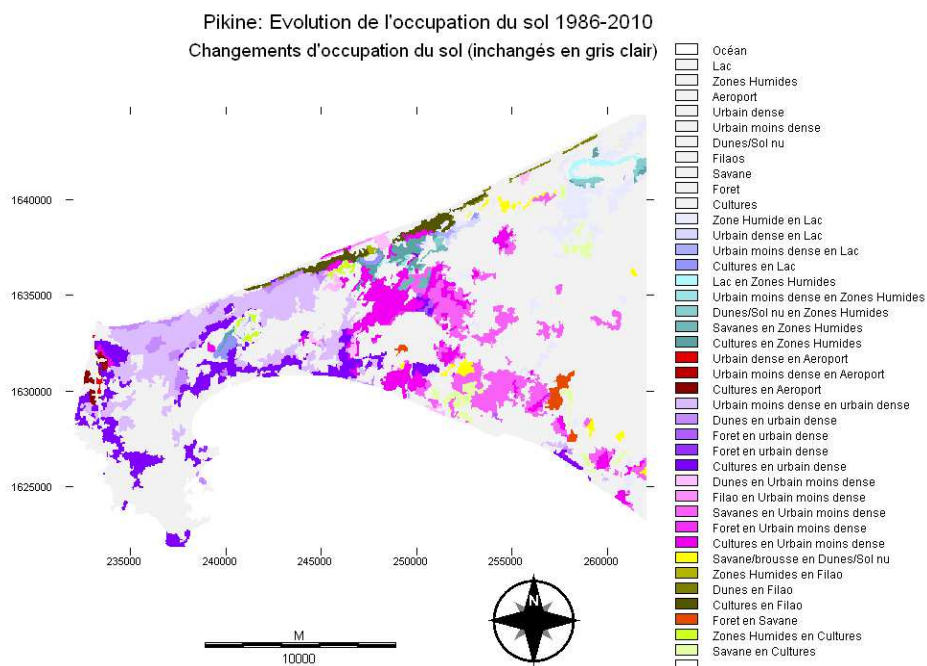 Pikine: Evolution de l'occupation du sol 1986-2010
Changements d'occupation du sol (inchangés en gris clair)
Océan
Lac
Zones Humides
Aeroport
Urbain dense
Urbain moins dense
Dunes/Sol nu
Filaos
Savane
Foret
Cultures
Zone Humide en Lac
Urbain dense en Lac
Urbain moins dense en Lac
Cultures en Lac
Lac en Zones Humides
Urbain moins dense en Zones Humides
Dunes/Sol nu en Zones Humides
Savanes en Zones Humides
Cultures en Zones Humides
Urbain dense en Aeroport
Urbain moins dense en Aeroport
Cultures en Aeroport
Urbain moins dense en urbain dense
Dunes en urbain dense
Foret en urbain dense
Foret en urbain dense
Cultures en urbain dense
Dunes en Urbain moins dense
Filao en Urbain moins dense
Savanes en Urbain moins dense
Foret en Urbain moins dense
Cultures en Urbain moins dense
Savane/brousse en Dunes/Sol nu
Zones Humides en Filao
Dunes en Filao
Cultures en Filao
Foret en Savane
Zones Humides en Cultures
Savane en Cultures
1640000
1635000
1630000
1625000
235000 240000 245000 250000 255000 260000
N
M
10000